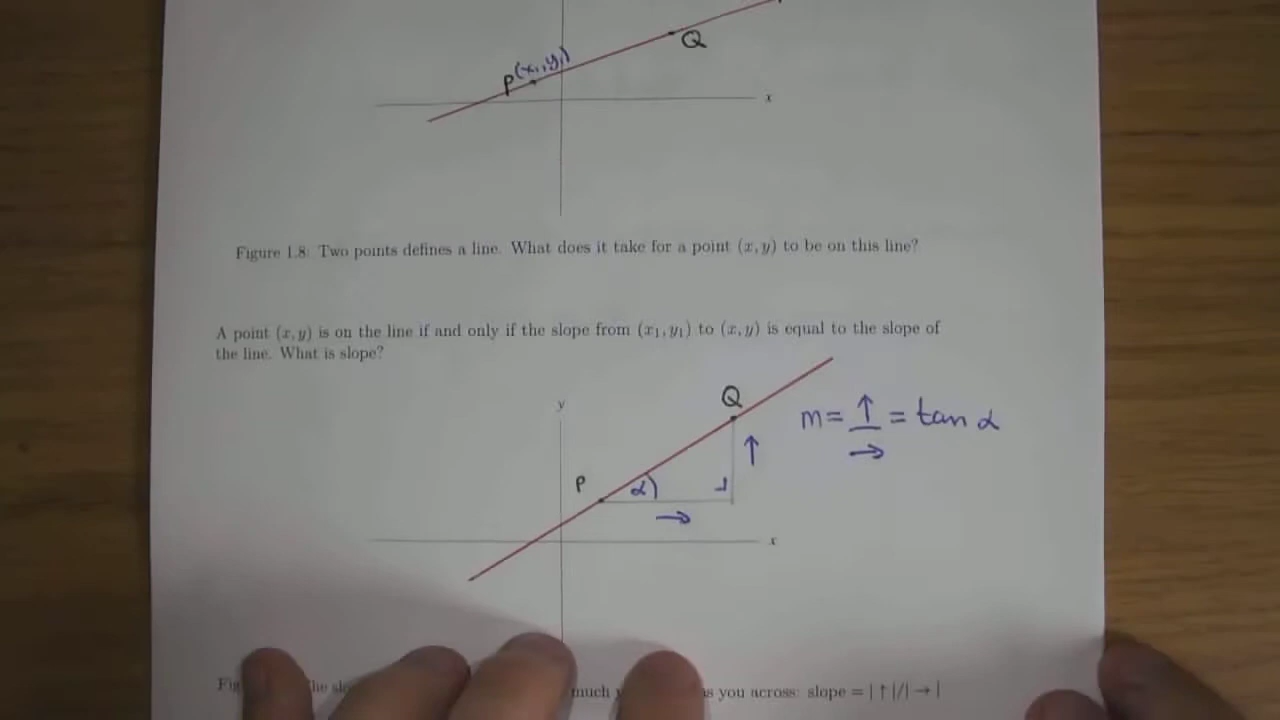 P (x₁, y₁)
Q
x
Figure 1.8: Two points defines a line. What does it take for a point (x, y) to be on this line?
A point (x, y) is on the line if and only if the slope from (x₁, y₁) to (x, y) is equal to the slope of
the line. What is slope?
y
Q
m = ↑/→ = tan α
↑
P
α
→
x
much as you across: slope = | ↑ |/| → |